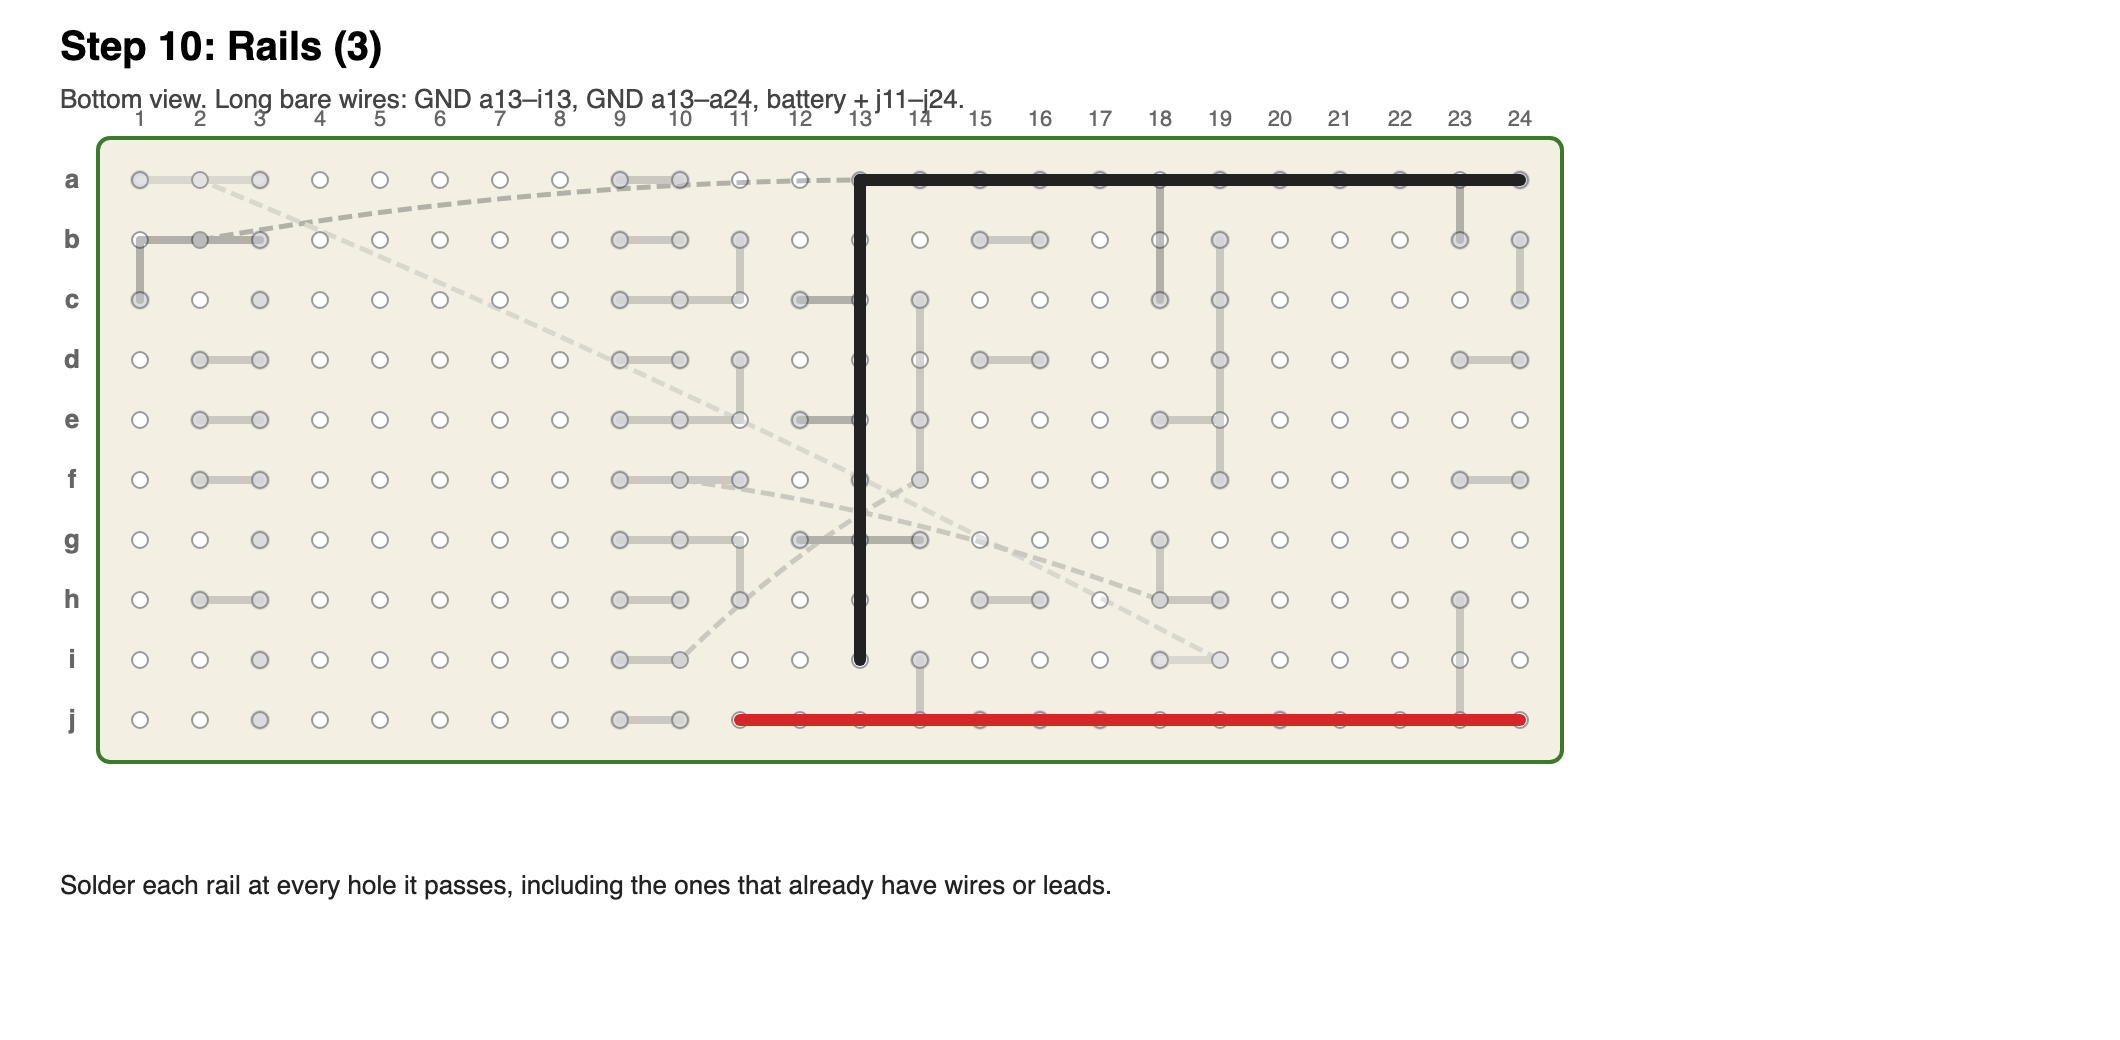 Step 10: Rails (3)
Bottom view. Long bare wires: GND a13–i13, GND a13–a24, battery + j11–j24.
1 2 3 4 5 6 7 8 9 10 11 12 13 14 15 16 17 18 19 20 21 22 23 24
a
b
c
d
e
f
g
h
i
j
Solder each rail at every hole it passes, including the ones that already have wires or leads.